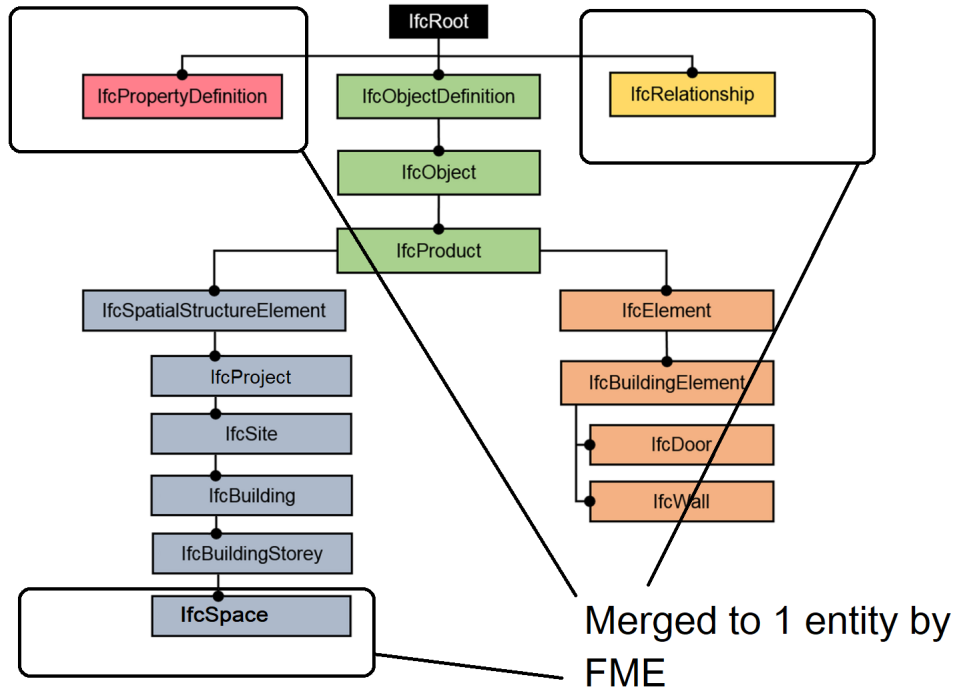 IfcRoot
IfcPropertyDefinition
IfcObjectDefinition
IfcRelationship
IfcObject
IfcProduct
IfcSpatialStructureElement
IfcElement
IfcProject
IfcBuildingElement
IfcSite
IfcDoor
IfcBuilding
IfcWall
IfcBuildingStorey
IfcSpace
Merged to 1 entity by
FME